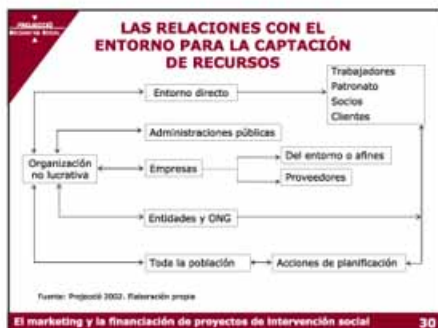 PROJECCIÓ
LAS RELACIONES CON EL
ENTORNO PARA LA CAPTACIÓN
DE RECURSOS
Entorno directo
Trabajadores
Patronato
Socios
Clientes
Administraciones públicas
Organización
no lucrativa
Empresas
Del entorno o afines
Proveedores
Entidades y ONG
Toda la población
Acciones de planificación
Fuente: Projecció 2002. Elaboración propia
El marketing y la financiación de proyectos de intervención social
30